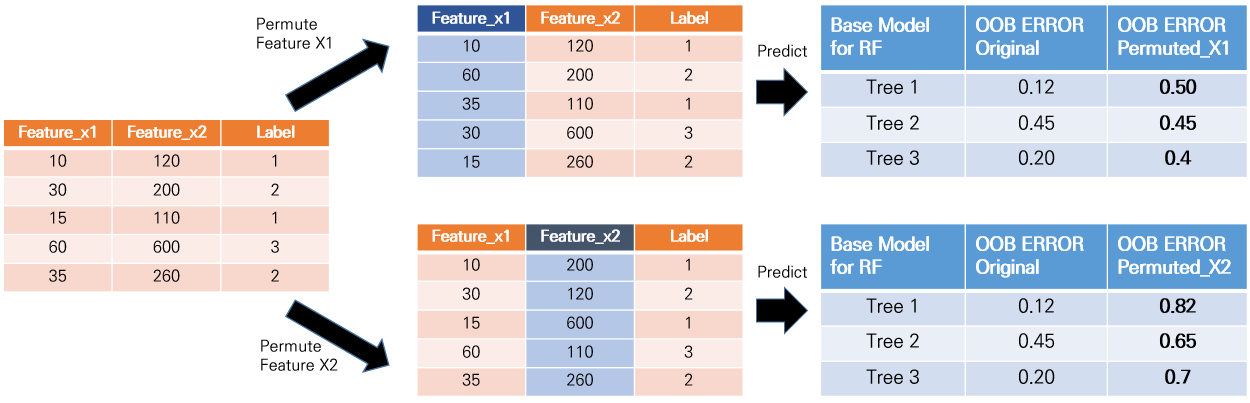 Permute
Feature X1
Feature_x1 Feature_x2 Label
10 120 1
30 200 2
15 110 1
60 600 3
35 260 2
Permute
Feature X2
Feature_x1 Feature_x2 Label
10 120 1
60 200 2
35 110 1
30 600 3
15 260 2
Predict
Base Model
for RF
OOB ERROR
Original
OOB ERROR
Permuted_X1
Tree 1 0.12 0.50
Tree 2 0.45 0.45
Tree 3 0.20 0.4
Feature_x1 Feature_x2 Label
10 200 1
30 120 2
15 600 1
60 110 3
35 260 2
Predict
Base Model
for RF
OOB ERROR
Original
OOB ERROR
Permuted_X2
Tree 1 0.12 0.82
Tree 2 0.45 0.65
Tree 3 0.20 0.7